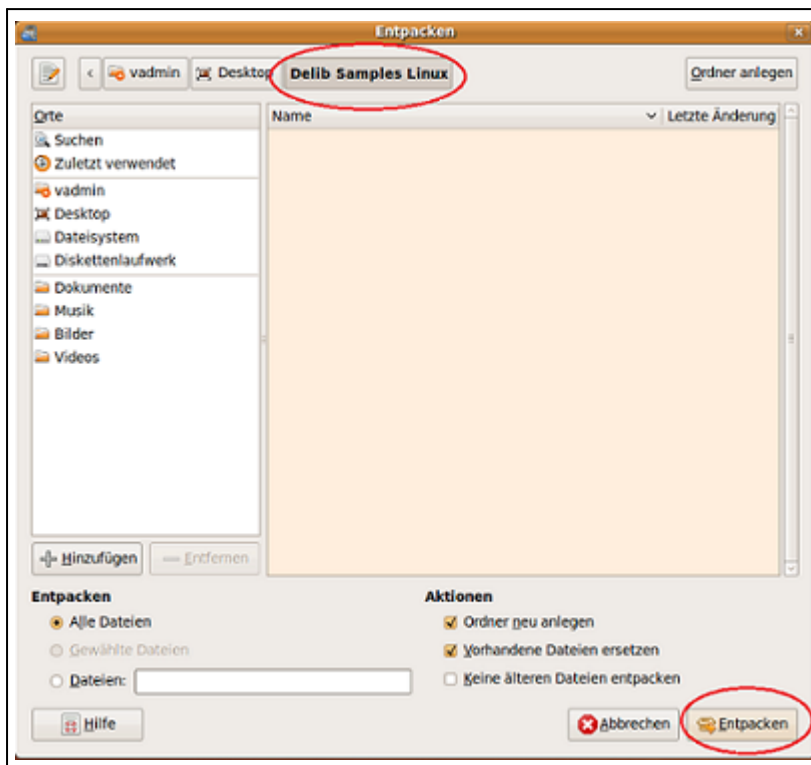 Entpacken
< vadmin Desktop Delib Samples Linux Ordner anlegen
Orte
Suchen
Zuletzt verwendet
vadmin
Desktop
Dateisystem
Diskettenlaufwerk
Dokumente
Musik
Bilder
Videos
Name Letzte Änderung
Hinzufügen Entfernen
Entpacken
Alle Dateien
Gewählte Dateien
Dateien:
Aktionen
Ordner neu anlegen
Vorhandene Dateien ersetzen
Keine älteren Dateien entpacken
Hilfe Abbrechen Entpacken